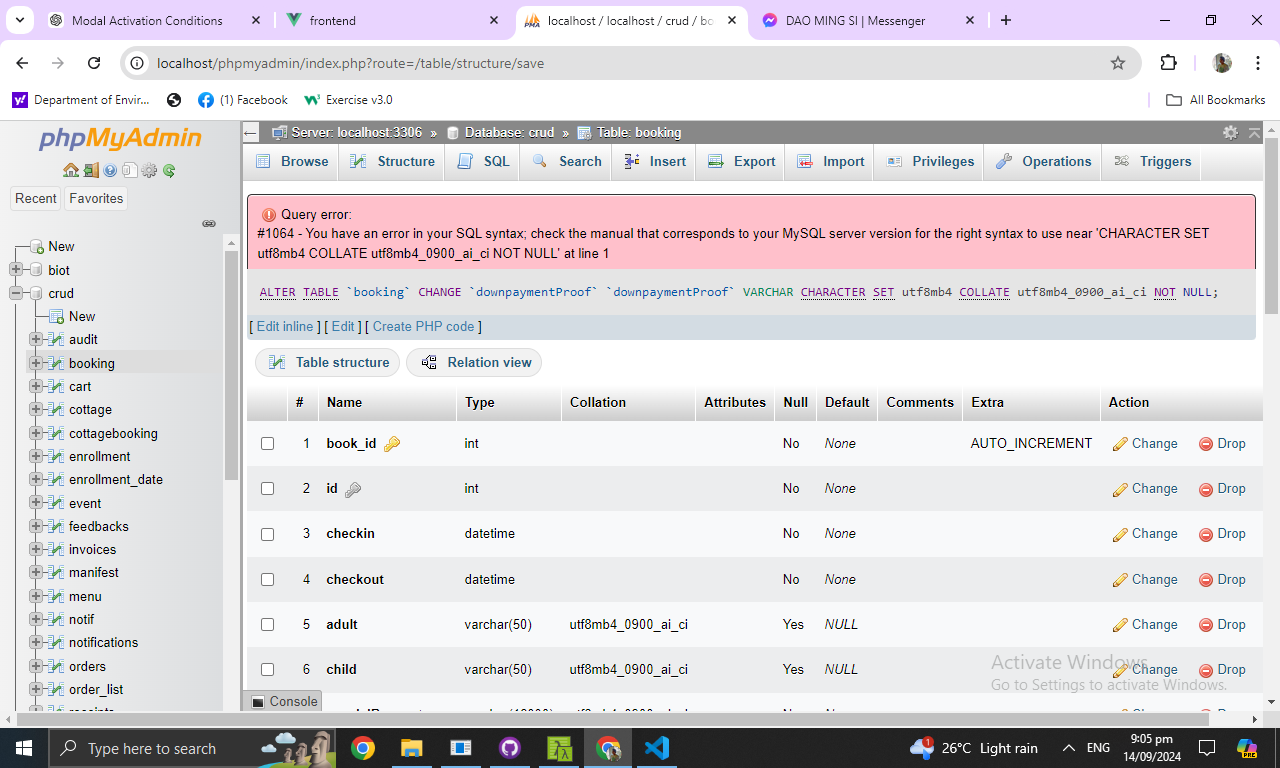 Modal Activation Conditions
frontend
localhost / localhost / crud / bo
DAO MING SI | Messenger
localhost/phpmyadmin/index.php?route=/table/structure/save
Department of Envir...
(1) Facebook
Exercise v3.0
All Bookmarks
phpMyAdmin
Recent
Favorites
New
biot
crud
New
audit
booking
cart
cottage
cottagebooking
enrollment
enrollment_date
event
feedbacks
invoices
manifest
menu
notif
notifications
orders
order_list
Server: localhost:3306 » Database: crud » Table: booking
Browse Structure SQL Search Insert Export Import Privileges Operations Triggers
Query error:
#1064 - You have an error in your SQL syntax; check the manual that corresponds to your MySQL server version for the right syntax to use near 'CHARACTER SET
utf8mb4 COLLATE utf8mb4_0900_ai_ci NOT NULL' at line 1
ALTER TABLE `booking` CHANGE `downpaymentProof` `downpaymentProof` VARCHAR CHARACTER SET utf8mb4 COLLATE utf8mb4_0900_ai_ci NOT NULL;
[ Edit inline ] [ Edit ] [ Create PHP code ]
Table structure Relation view
# Name Type Collation Attributes Null Default Comments Extra Action
1 book_id int No None AUTO_INCREMENT Change Drop
2 id int No None Change Drop
3 checkin datetime No None Change Drop
4 checkout datetime No None Change Drop
5 adult varchar(50) utf8mb4_0900_ai_ci Yes NULL Change Drop
6 child varchar(50) utf8mb4_0900_ai_ci Yes NULL Change Drop
Activate Windows
Go to Settings to activate Windows.
Console
Type here to search
1
26°C Light rain
ENG
9:05 pm
14/09/2024